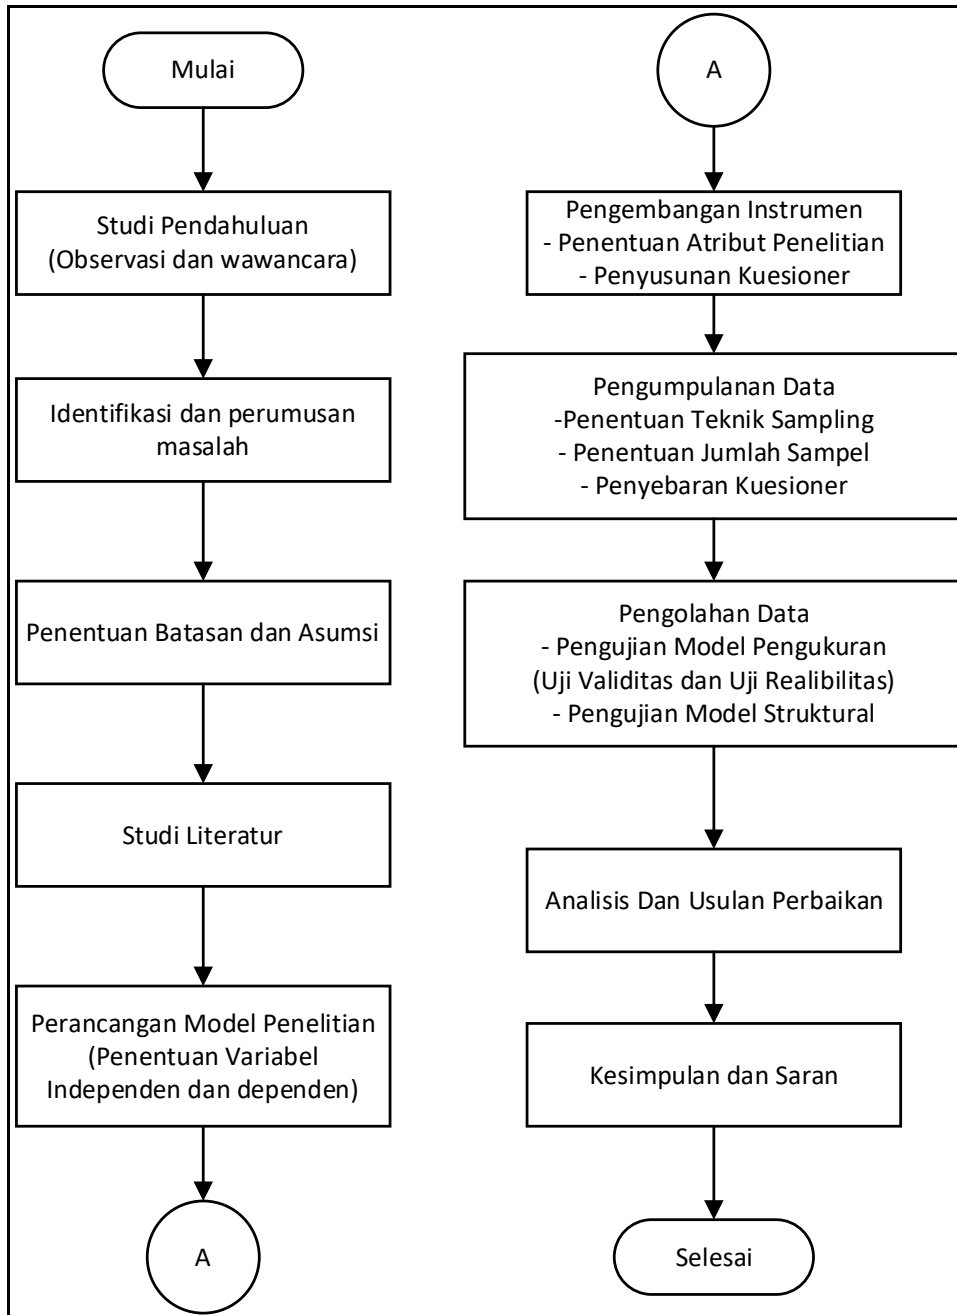 Mulai
Studi Pendahuluan
(Observasi dan wawancara)
Identifikasi dan perumusan
masalah
Penentuan Batasan dan Asumsi
Studi Literatur
Perancangan Model Penelitian
(Penentuan Variabel
Independen dan dependen)
A
A
Pengembangan Instrumen
- Penentuan Atribut Penelitian
- Penyusunan Kuesioner
Pengumpulanan Data
-Penentuan Teknik Sampling
- Penentuan Jumlah Sampel
- Penyebaran Kuesioner
Pengolahan Data
- Pengujian Model Pengukuran
(Uji Validitas dan Uji Realibilitas)
- Pengujian Model Struktural
Analisis Dan Usulan Perbaikan
Kesimpulan dan Saran
Selesai